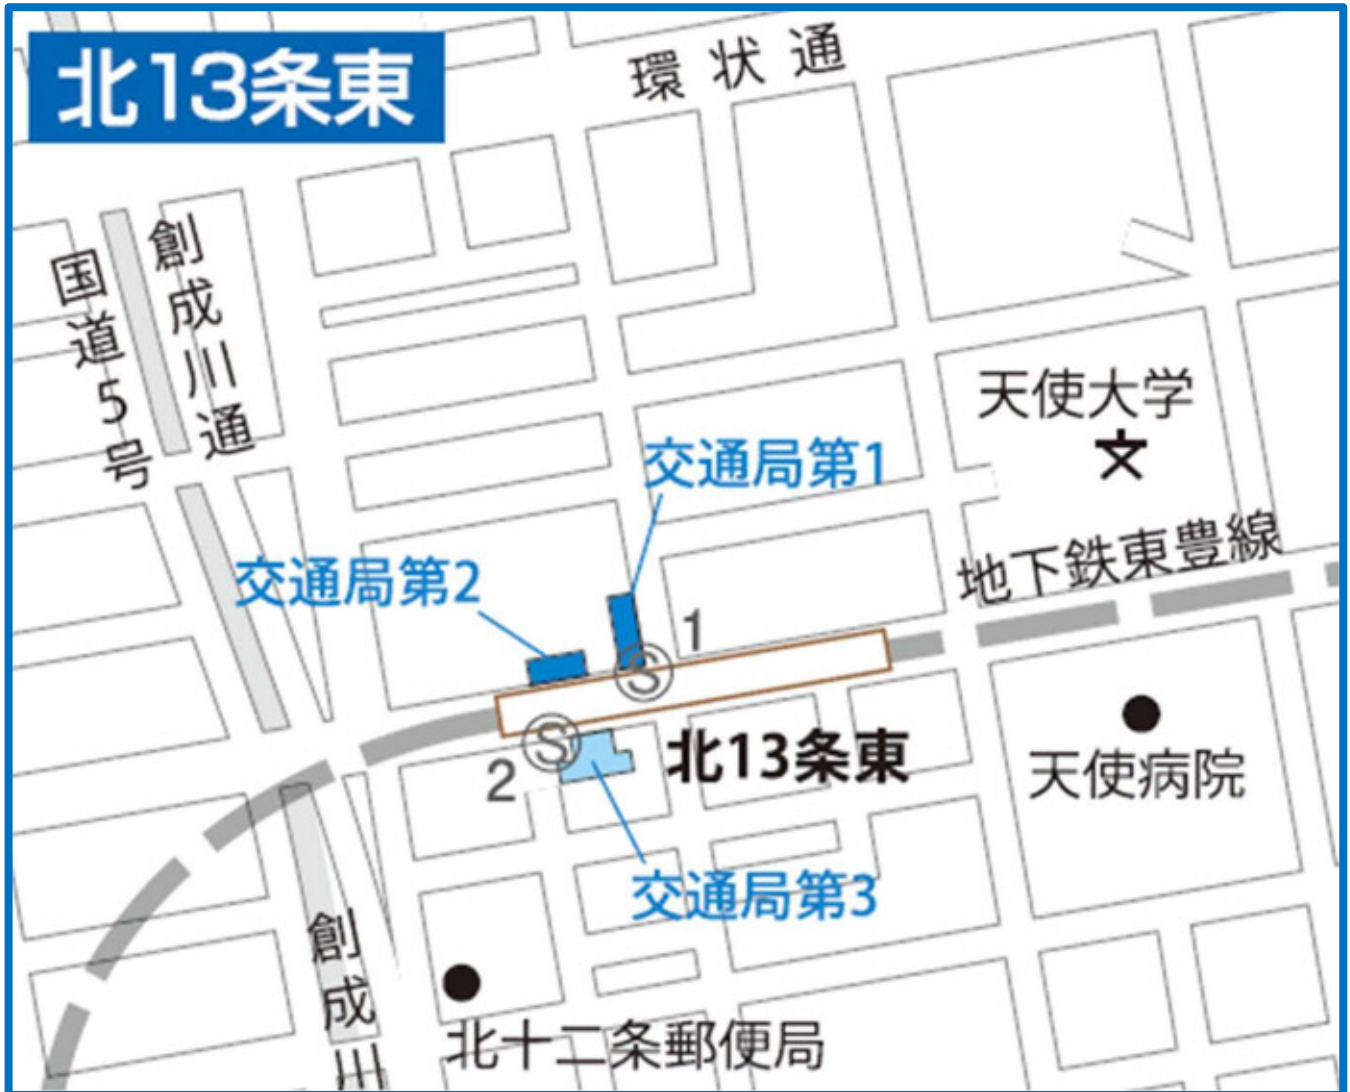 北13条東
環状通
創成川通
国道5号
天使大学
交通局第1
地下鉄東豊線
交通局第2
1
S
S
2
北13条東
天使病院
交通局第3
創成川
北十二条郵便局